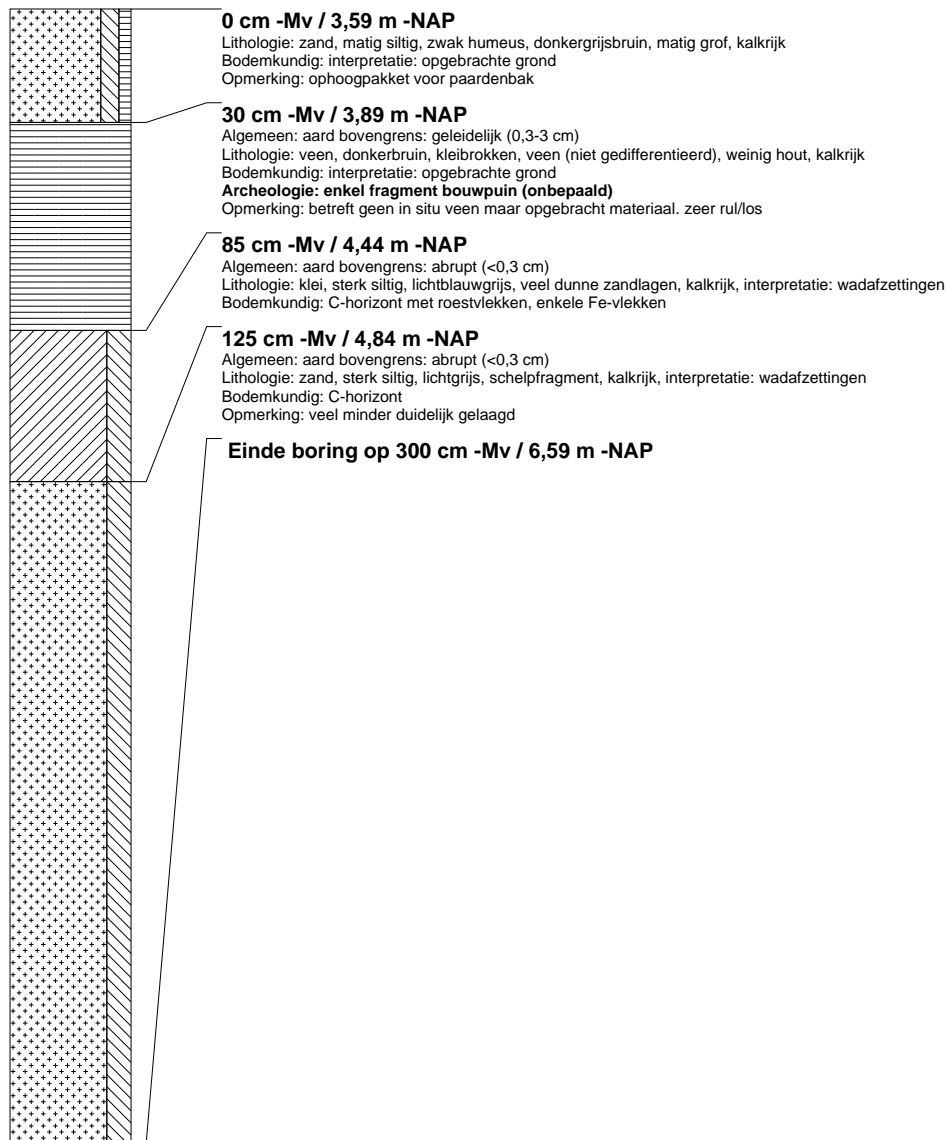 0 cm -Mv / 3,59 m -NAP
Lithologie: zand, matig siltig, zwak humeus, donkergrijsbruin, matig grof, kalkrijk
Bodemkundig: interpretatie: opgebrachte grond
Opmerking: ophoogpakket voor paardenbak
30 cm -Mv / 3,89 m -NAP
Algemeen: aard bovengrens: geleidelijk (0,3-3 cm)
Lithologie: veen, donkerbruin, kleibrokken, veen (niet gedifferentieerd), weinig hout, kalkrijk
Bodemkundig: interpretatie: opgebrachte grond
Archeologie: enkel fragment bouwpuin (onbepaald)
Opmerking: betreft geen in situ veen maar opgebracht materiaal. zeer rul/los
85 cm -Mv / 4,44 m -NAP
Algemeen: aard bovengrens: abrupt (<0,3 cm)
Lithologie: klei, sterk siltig, lichtblauwgrijs, veel dunne zandlagen, kalkrijk, interpretatie: wadafzettingen
Bodemkundig: C-horizont met roestvlekken, enkele Fe-vlekken
125 cm -Mv / 4,84 m -NAP
Algemeen: aard bovengrens: abrupt (<0,3 cm)
Lithologie: zand, sterk siltig, lichtgrijs, schelpfragment, kalkrijk, interpretatie: wadafzettingen
Bodemkundig: C-horizont
Opmerking: veel minder duidelijk gelaagd
Einde boring op 300 cm -Mv / 6,59 m -NAP